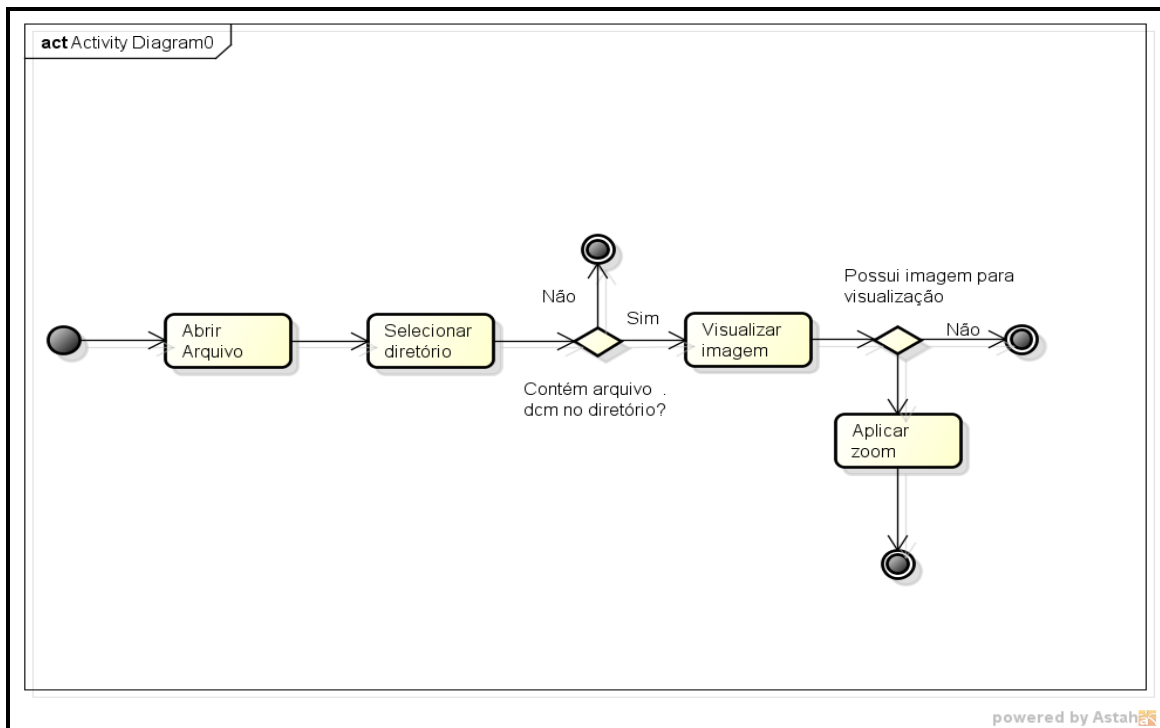 act Activity Diagram0
Abrir
Arquivo
Selecionar
diretório
Não
Sim
Contém arquivo .
dcm no diretório?
Visualizar
imagem
Possui imagem para
visualização
Não
Aplicar
zoom
powered by Astah